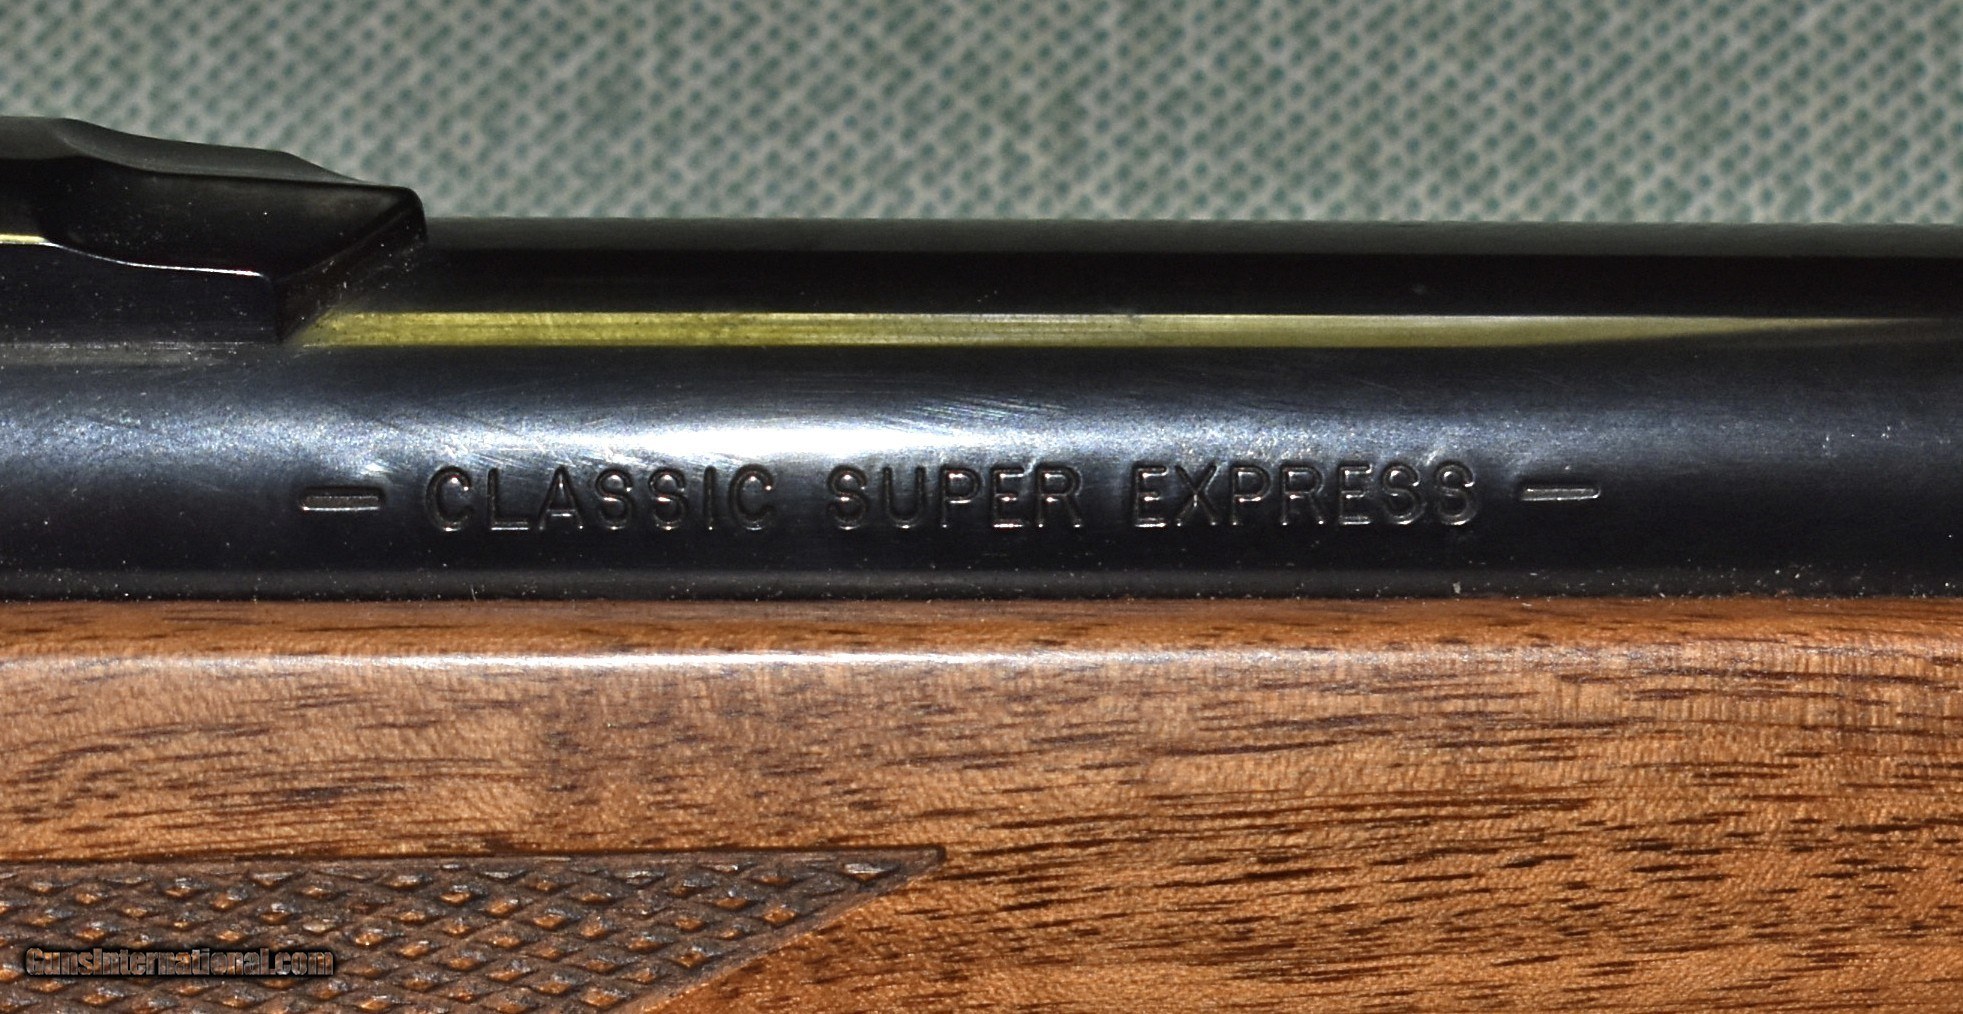 — CLASSIC SUPER EXPRESS —
GunsInternational.com